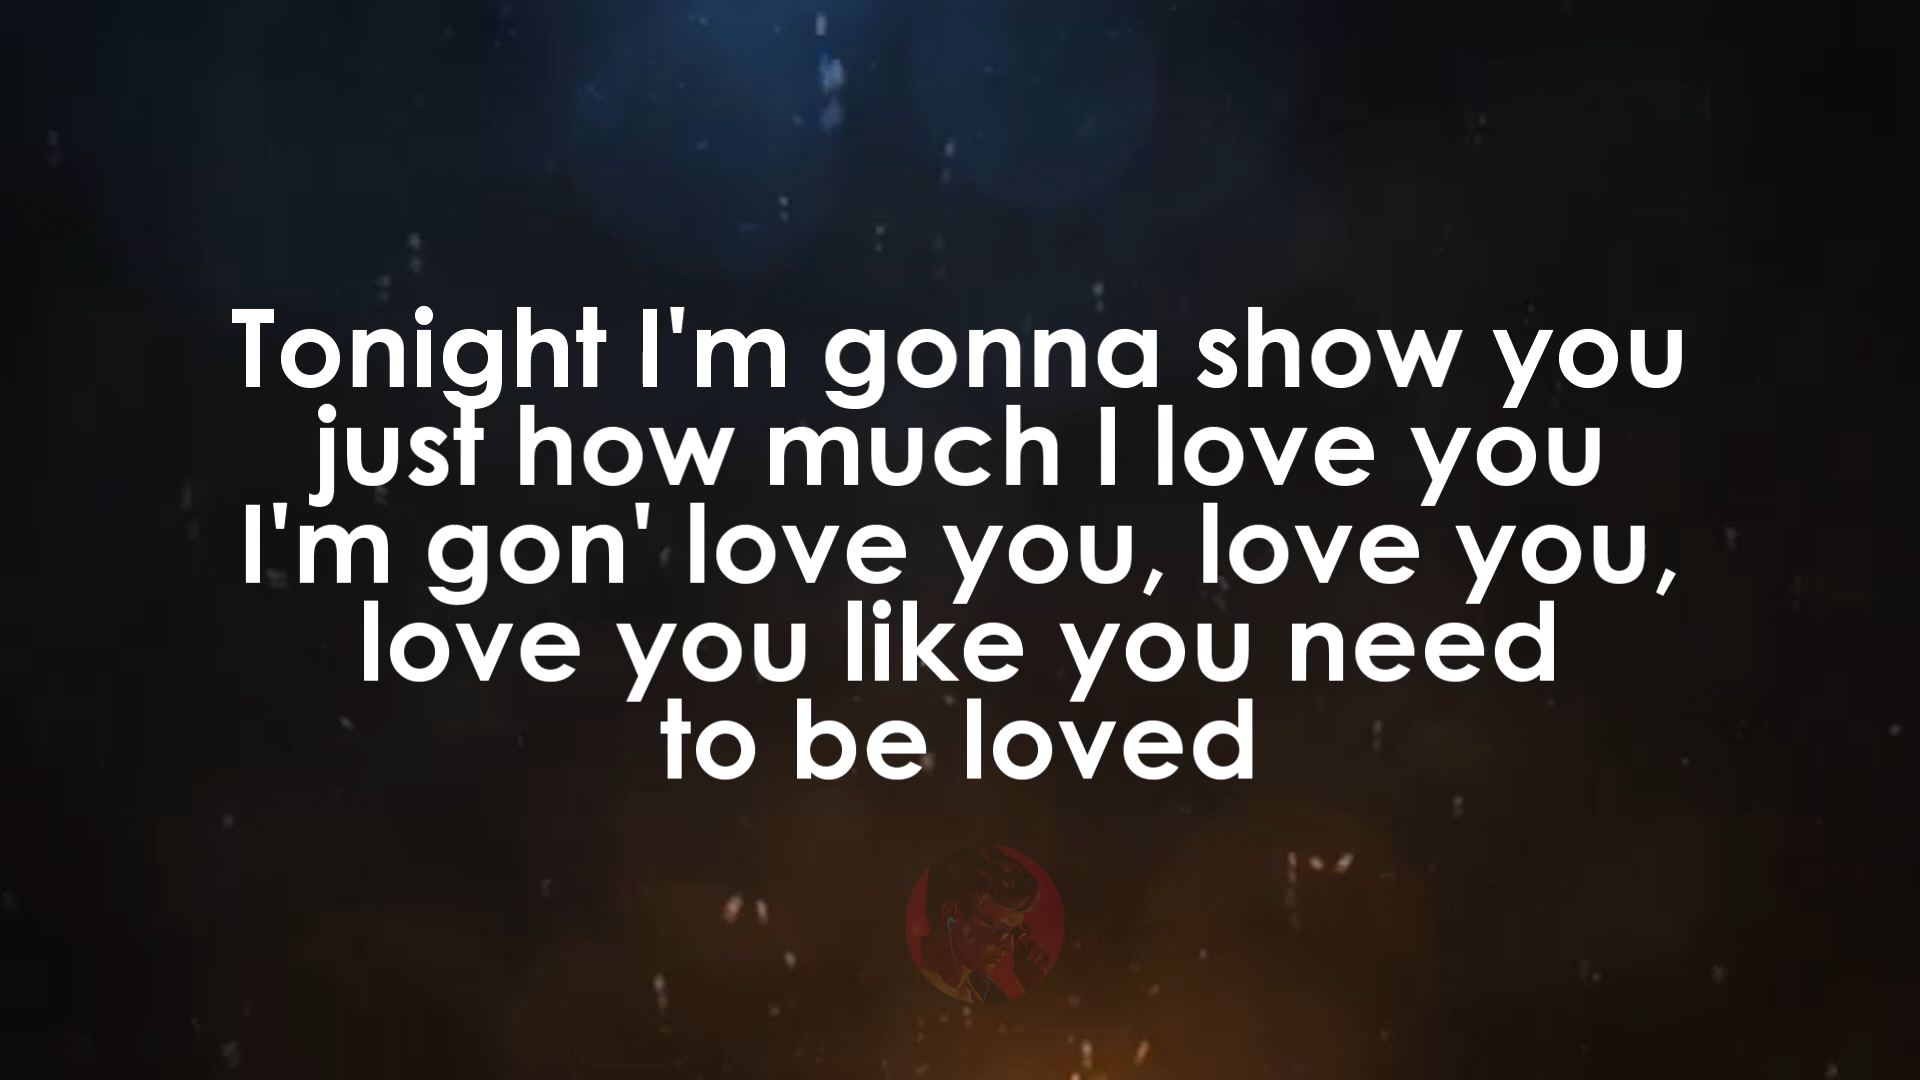 Tonight I'm gonna show you
just how much I love you
I'm gon' love you, love you,
love you like you need
to be loved